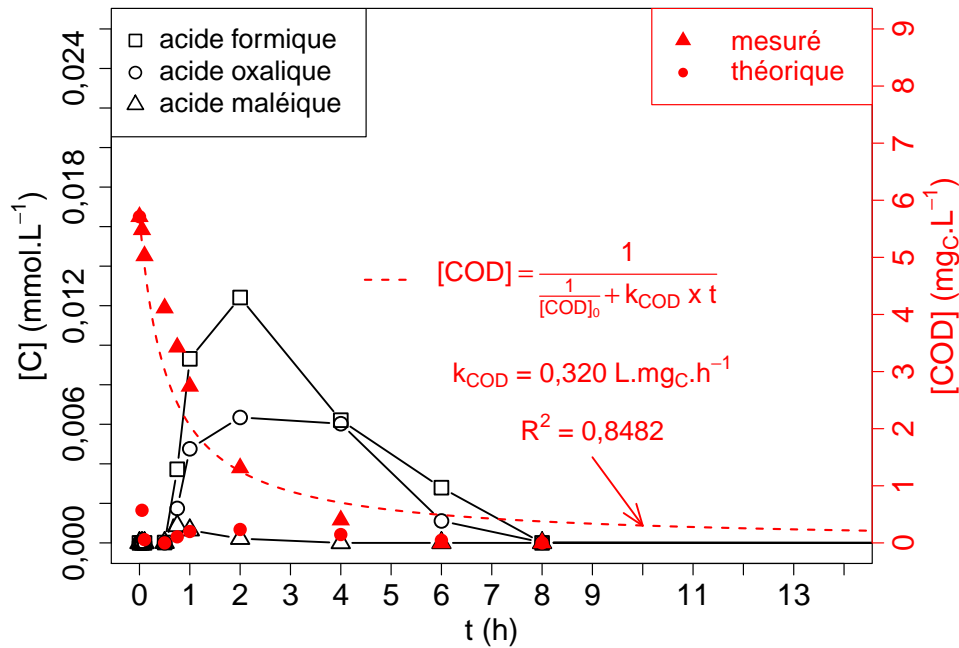 acide formique
acide oxalique
acide maléique
mesuré
théorique
[C] (mmol.L⁻¹)
0,024
0,018
0,012
0,006
0,000
[COD] = 1 / (1/[COD]₀ + k_COD x t)
k_COD = 0,320 L.mg_C.h⁻¹
R² = 0,8482
9
8
7
6
5
4
3
2
1
0
[COD] (mg_C.L⁻¹)
0 1 2 3 4 5 6 7 8 9 11 13
t (h)